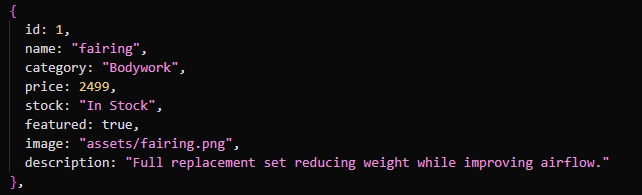 {
id: 1,
name: "fairing",
category: "Bodywork",
price: 2499,
stock: "In Stock",
featured: true,
image: "assets/fairing.png",
description: "Full replacement set reducing weight while improving airflow."
},